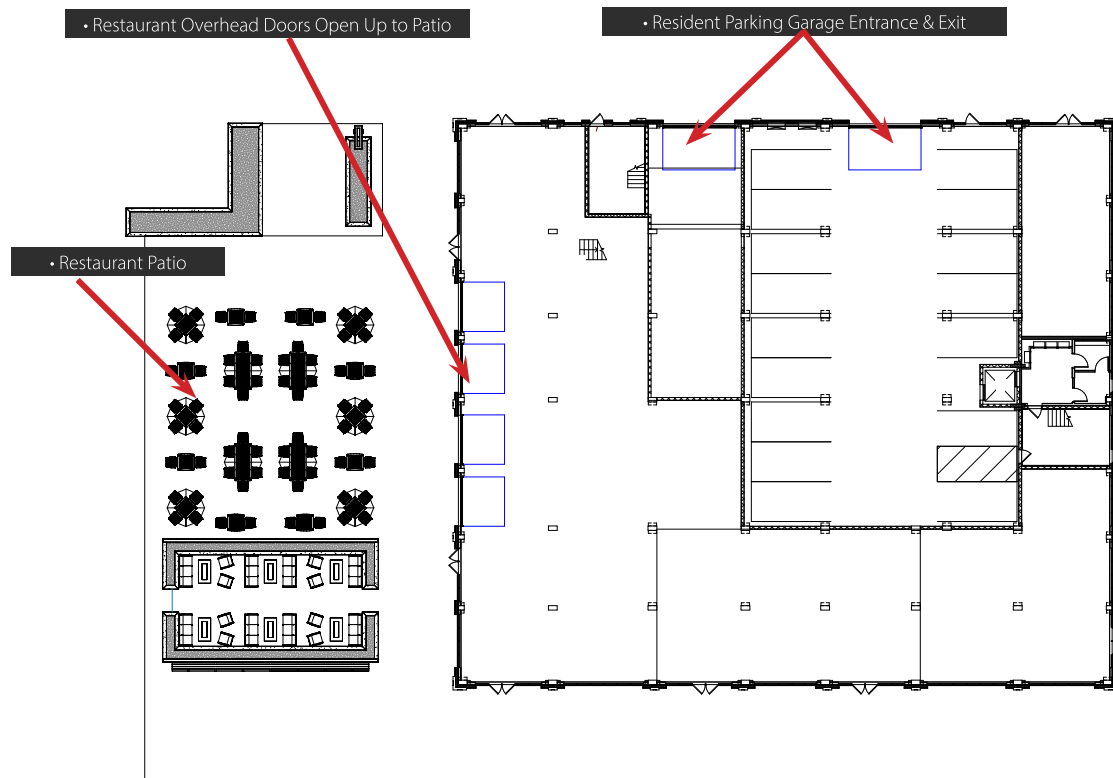 • Restaurant Overhead Doors Open Up to Patio
• Resident Parking Garage Entrance & Exit
• Restaurant Patio